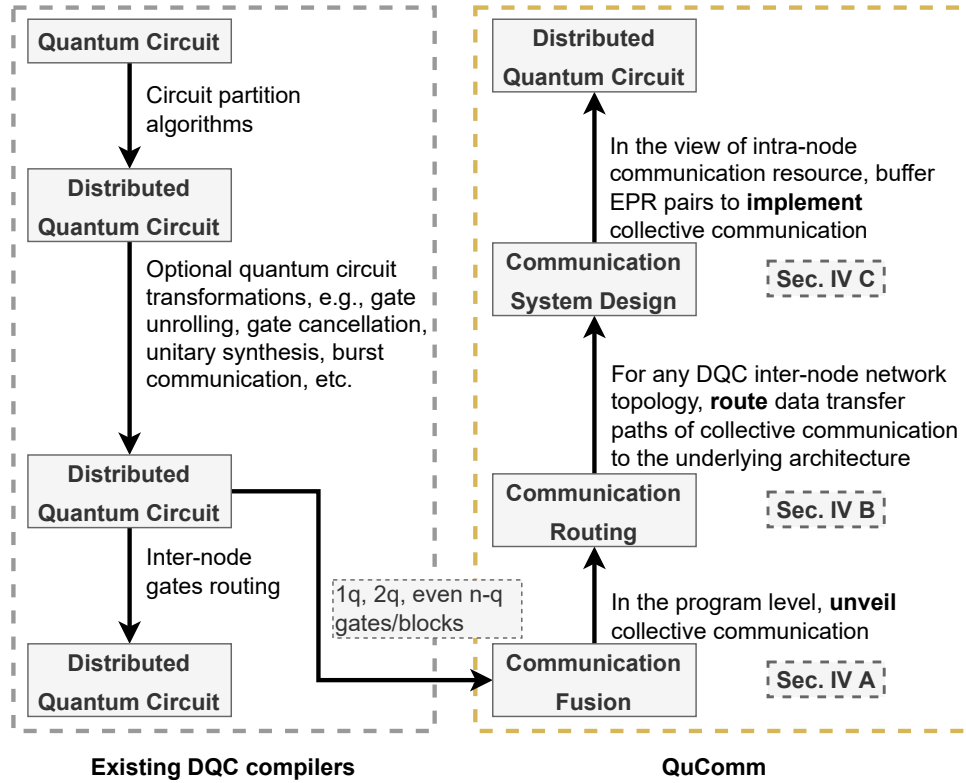 Quantum Circuit
Circuit partition
algorithms
Distributed
Quantum Circuit
Optional quantum circuit
transformations, e.g., gate
unrolling, gate cancellation,
unitary synthesis, burst
communication, etc.
Distributed
Quantum Circuit
Inter-node
gates routing
Distributed
Quantum Circuit
Existing DQC compilers
1q, 2q, even n-q
gates/blocks
Distributed
Quantum Circuit
In the view of intra-node
communication resource, buffer
EPR pairs to implement
collective communication
Communication
System Design
Sec. IV C
For any DQC inter-node network
topology, route data transfer
paths of collective communication
to the underlying architecture
Communication
Routing
Sec. IV B
In the program level, unveil
collective communication
Communication
Fusion
Sec. IV A
QuComm